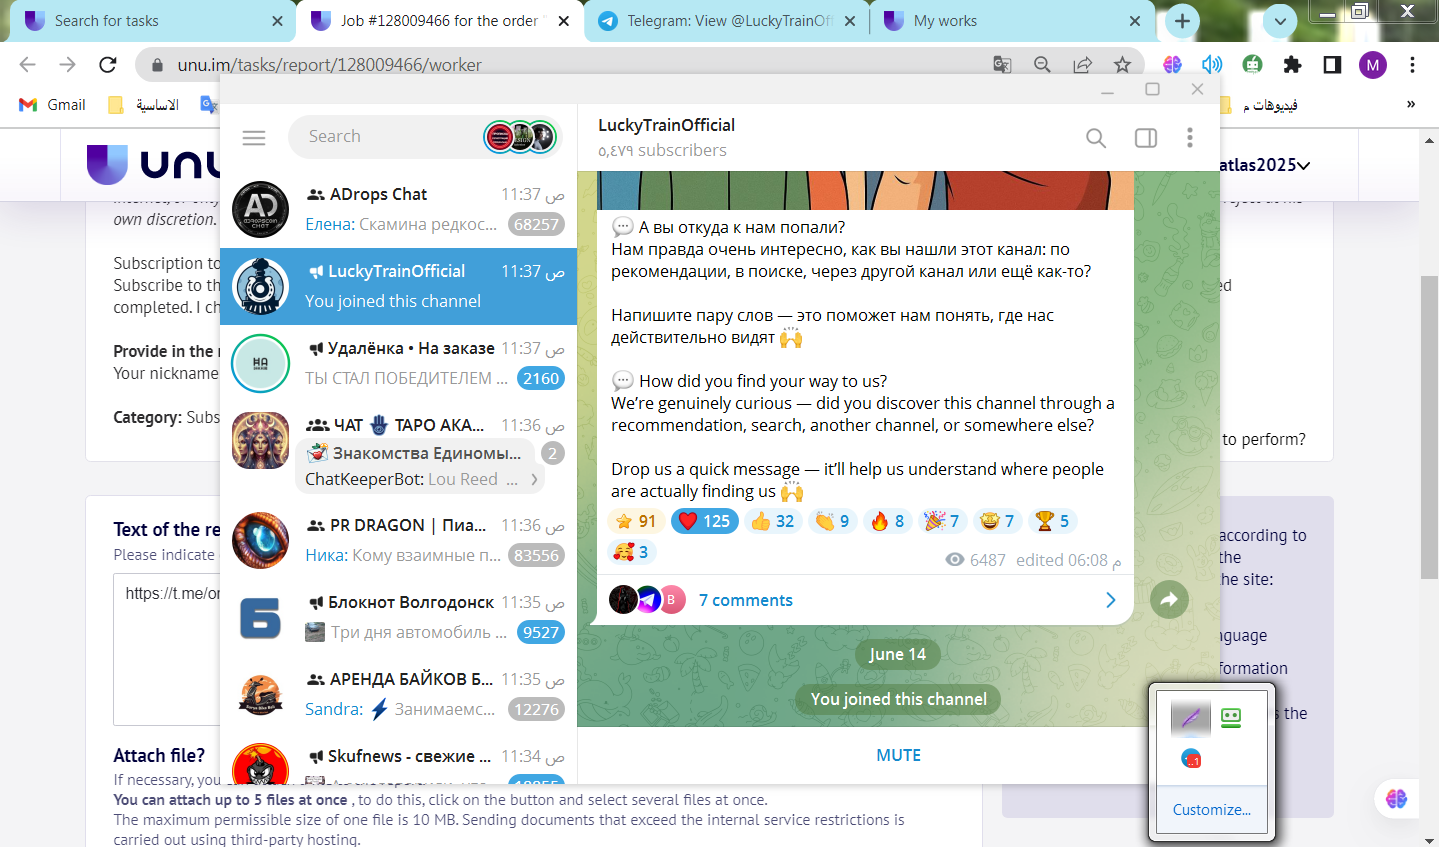 Search for tasks
Job #128009466 for the order
Telegram: View @LuckyTrainOffi
My works
unu.im/tasks/report/128009466/worker
M
Gmail
الاساسية
فيديوهات م
»
unu
atlas2025
own discretion.
Subscription to
Subscribe to th
completed. I ch
ed
Provide in the r
Your nickname
Category: Subs
to perform?
Text of the re
Please indicate
https://t.me/or
according to
the
the site:
nguage
formation
s the
Attach file?
If necessary, you
You can attach up to 5 files at once , to do this, click on the button and select several files at once.
The maximum permissible size of one file is 10 MB. Sending documents that exceed the internal service restrictions is
carried out using third-party hosting.
Search
ADrops Chat
11:37 ص
Елена: Скамина редкос...
68257
LuckyTrainOfficial
11:37 ص
You joined this channel
Удалёнка • На заказе
11:37 ص
ТЫ СТАЛ ПОБЕДИТЕЛЕМ ...
2160
ЧАТ 🪬 ТАРО АКА...
11:36 ص
💌 Знакомства Единомы...
2
ChatKeeperBot: Lou Reed ...
PR DRAGON | Пиа...
11:36 ص
Ника: Кому взаимные п...
83556
Блокнот Волгодонск
11:35 ص
Три дня автомобиль ...
9527
АРЕНДА БАЙКОВ Б...
11:35 ص
Sandra: ⚡ Занимаемс...
12276
Skufnews - свежие ...
11:34 ص
LuckyTrainOfficial
٥,٤٧٩ subscribers
💬 А вы откуда к нам попали?
Нам правда очень интересно, как вы нашли этот канал: по
рекомендации, в поиске, через другой канал или ещё как-то?
Напишите пару слов — это поможет нам понять, где нас
действительно видят 🙌
💬 How did you find your way to us?
We’re genuinely curious — did you discover this channel through a
recommendation, search, another channel, or somewhere else?
Drop us a quick message — it’ll help us understand where people
are actually finding us 🙌
⭐ 91 ❤️ 125 👍 32 👏 9 🔥 8 🎉 7 🤩 7 🏆 5
🥰 3
6487 edited 06:08 م
B
7 comments
June 14
You joined this channel
MUTE
Customize...